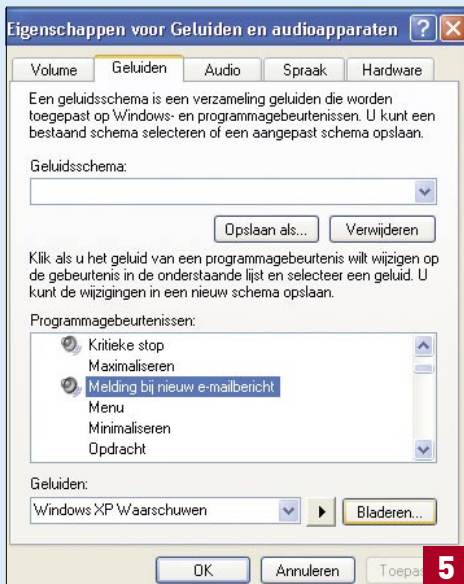 Eigenschappen voor Geluiden en audioapparaten
Volume Geluiden Audio Spraak Hardware
Een geluidsschema is een verzameling geluiden die worden
toegepast op Windows- en programmagebeurtenissen. U kunt een
bestaand schema selecteren of een aangepast schema opslaan.
Geluidsschema:
Opslaan als... Verwijderen
Klik als u het geluid van een programmagebeurtenis wilt wijzigen op
de gebeurtenis in de onderstaande lijst en selecteer een geluid. U
kunt de wijzigingen in een nieuw schema opslaan.
Programmagebeurtenissen:
Kritieke stop
Maximaliseren
Melding bij nieuw e-mailbericht
Menu
Minimaliseren
Opdracht
Geluiden:
Windows XP Waarschuwen Bladeren...
OK Annuleren
5